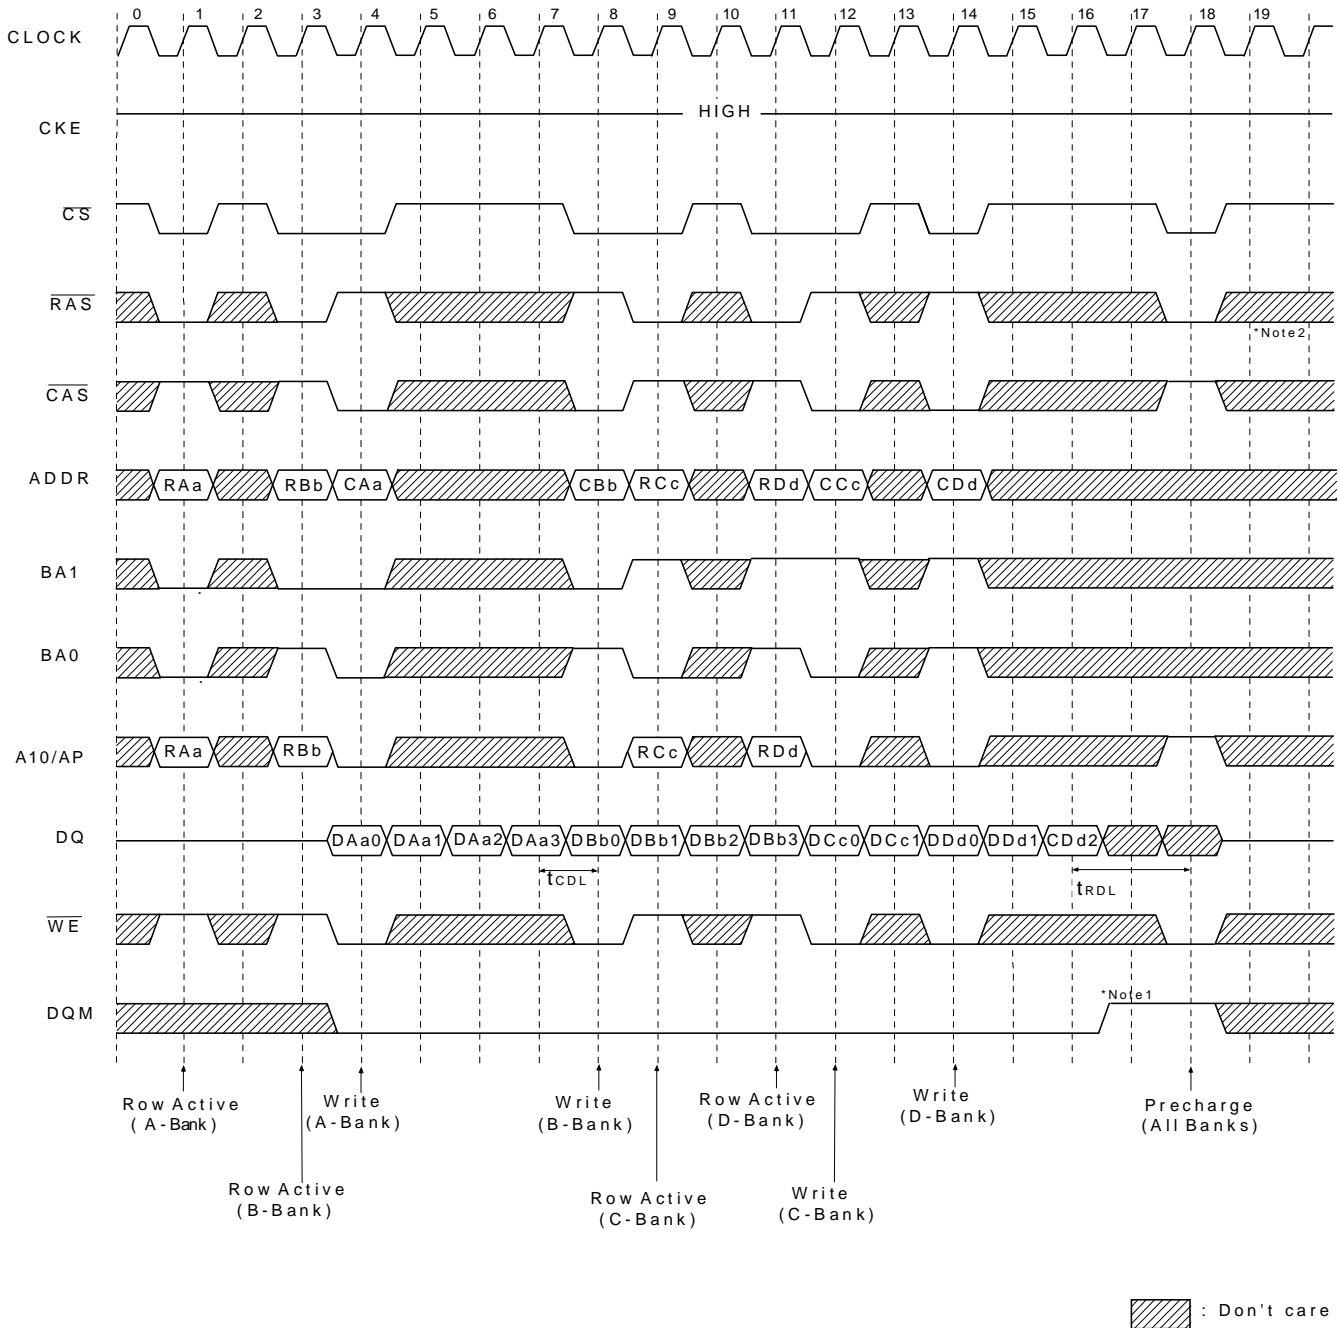 0 1 2 3 4 5 6 7 8 9 10 11 12 13 14 15 16 17 18 19
CLOCK
HIGH
CKE
CS
RAS
*Note2
CAS
ADDR RAa RBb CAa CBb RCc RDd CCc CDd
BA1
BA0
A10/AP RAa RBb RCc RDd
DQ DAa0 DAa1 DAa2 DAa3 DBb0 DBb1 DBb2 DBb3 DCc0 DCc1 DDd0 DDd1 CDd2
tCDL tRDL
WE
*Note1
DQM
Row Active
(A-Bank)
Write
(A-Bank)
Write
(B-Bank)
Row Active
(D-Bank)
Write
(D-Bank)
Precharge
(All Banks)
Row Active
(B-Bank)
Row Active
(C-Bank)
Write
(C-Bank)
: Don't care